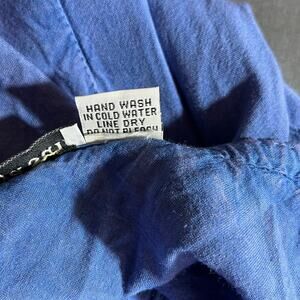 HAND WASH
IN COLD WATER
LINE DRY
DO NOT BLEACH